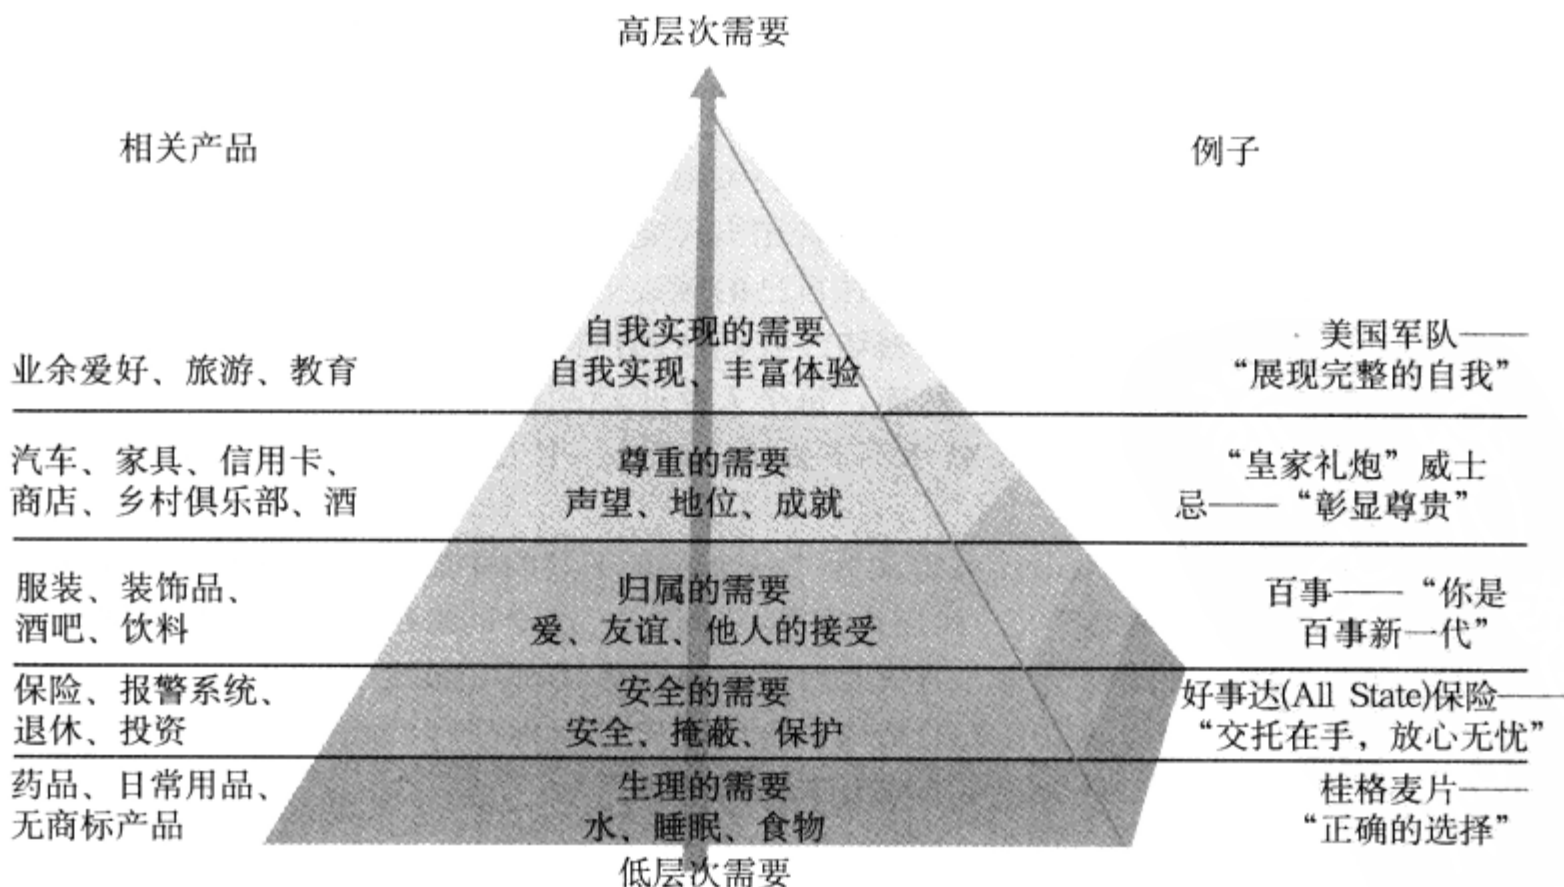 高层次需要
相关产品
例子
自我实现的需要
美国军队——
业余爱好、旅游、教育
自我实现、丰富体验
“展现完整的自我”
汽车、家具、信用卡、
尊重的需要
“皇家礼炮”威士
商店、乡村俱乐部、酒
声望、地位、成就
忌——“彰显尊贵”
服装、装饰品、
归属的需要
百事——“你是
酒吧、饮料
爱、友谊、他人的接受
百事新一代”
保险、报警系统、
安全的需要
好事达(All State)保险——
退休、投资
安全、掩蔽、保护
“交托在手，放心无忧”
药品、日常用品、
生理的需要
桂格麦片——
无商标产品
水、睡眠、食物
“正确的选择”
低层次需要